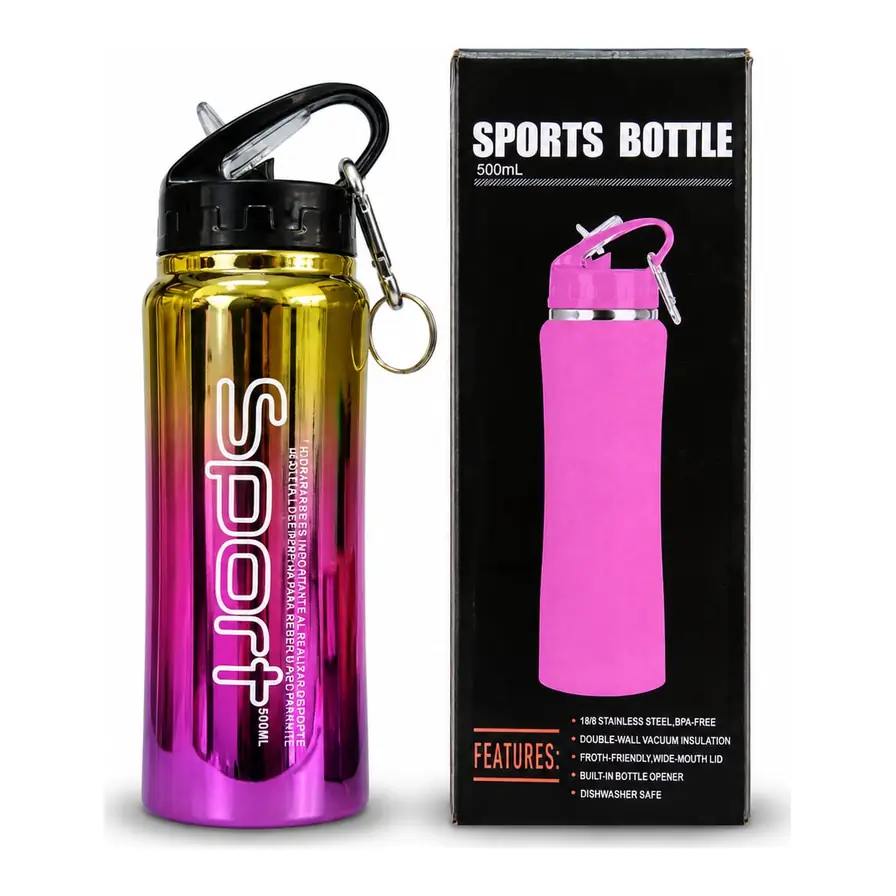 sport
500ML
SPORTS BOTTLE
500mL
FEATURES:
• 18/8 STAINLESS STEEL,BPA-FREE
• DOUBLE-WALL VACUUM INSULATION
• FROTH-FRIENDLY,WIDE-MOUTH LID
• BUILT-IN BOTTLE OPENER
• DISHWASHER SAFE